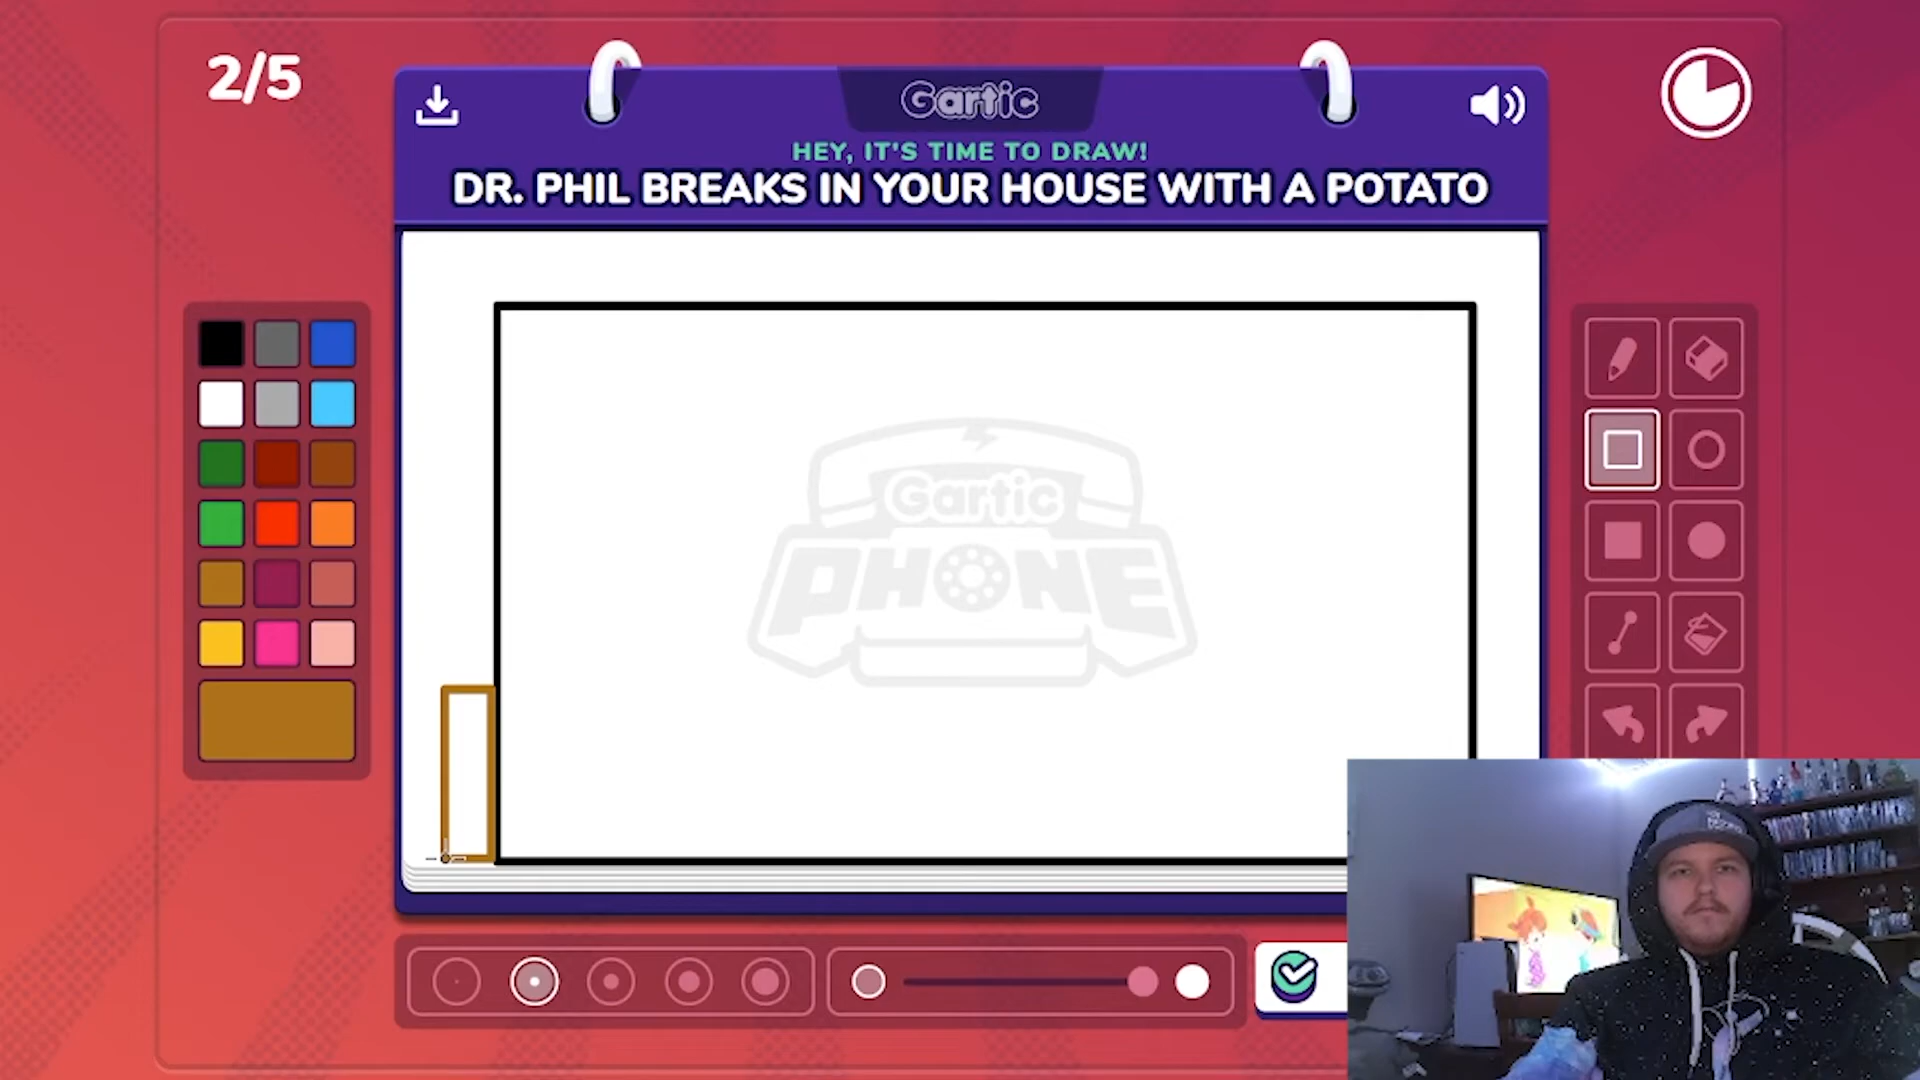 2/5
Gartic
HEY, IT'S TIME TO DRAW!
DR. PHIL BREAKS IN YOUR HOUSE WITH A POTATO
Gartic
PHONE